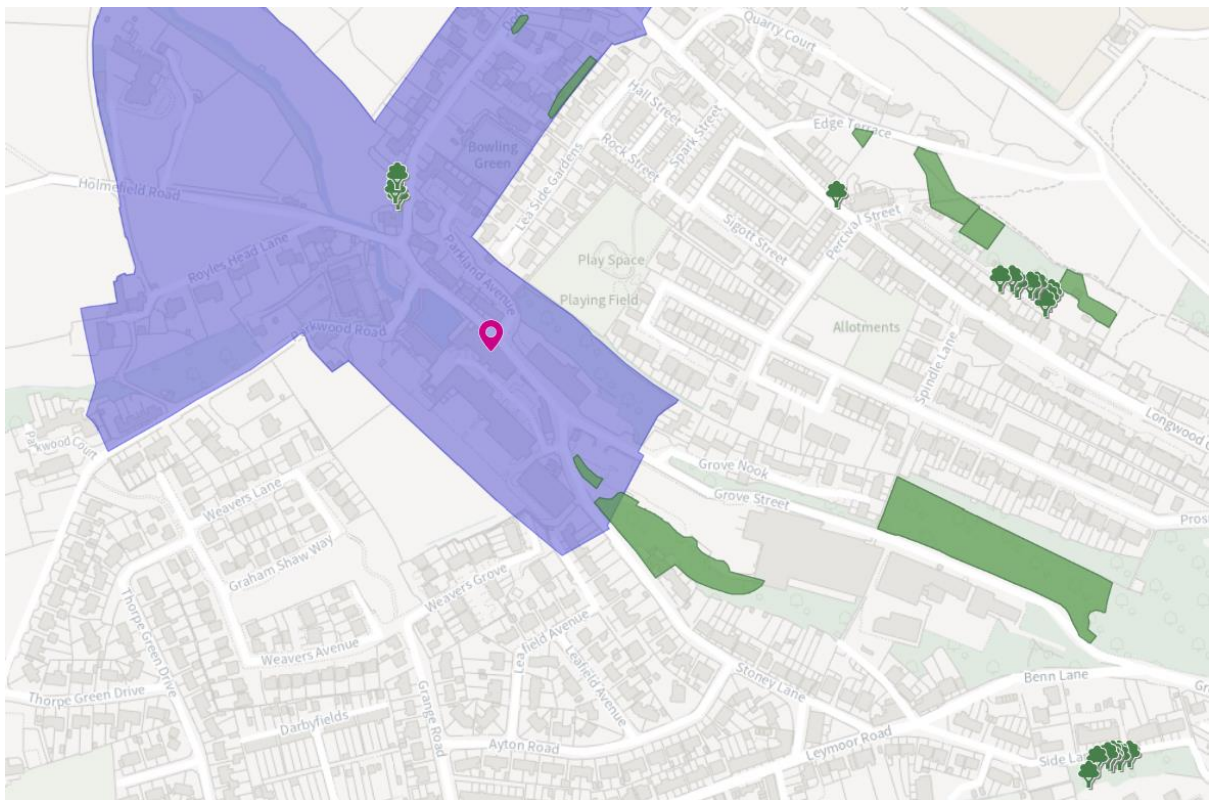 Quarry Court
Hall Street
Spark Street
Edge Terrace
Rock Street
Bowling
Green
Holmefield Road
Lea Side Gardens
Percival Street
Sigott Street
Parkland Avenue
Royles Head Lane
Play Space
Playing Field
Parkwood Road
Allotments
Spindle Lane
Longwood
Parkwood Court
Grove Nook
Weavers Lane
Grove Street
Graham Shaw Way
Weavers Grove
Thorpe Green Drive
Weavers Avenue
Leafield Avenue
Leafield Avenue
Stoney Lane
Benn Lane
Thorpe Green Drive
Grange Road
Darbyfields
Ayton Road
Leymoor Road